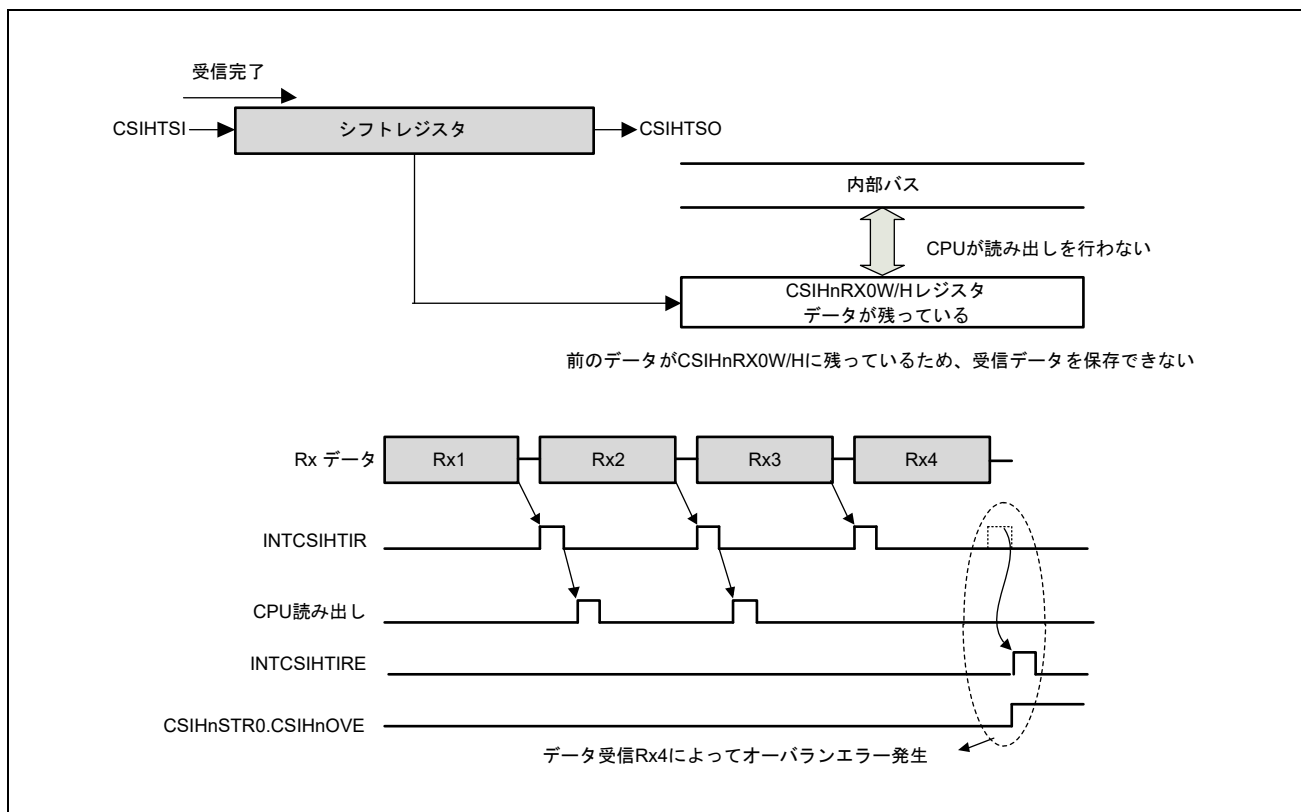 受信完了
CSIHTSI
シフトレジスタ
CSIHTSO
内部バス
CPUが読み出しを行わない
CSIHnRX0W/Hレジスタ
データが残っている
前のデータがCSIHnRX0W/Hに残っているため、受信データを保存できない
Rx データ
Rx1
Rx2
Rx3
Rx4
INTCSIHTIR
CPU読み出し
INTCSIHTIRE
CSIHnSTR0.CSIHnOVE
データ受信Rx4によってオーバランエラー発生